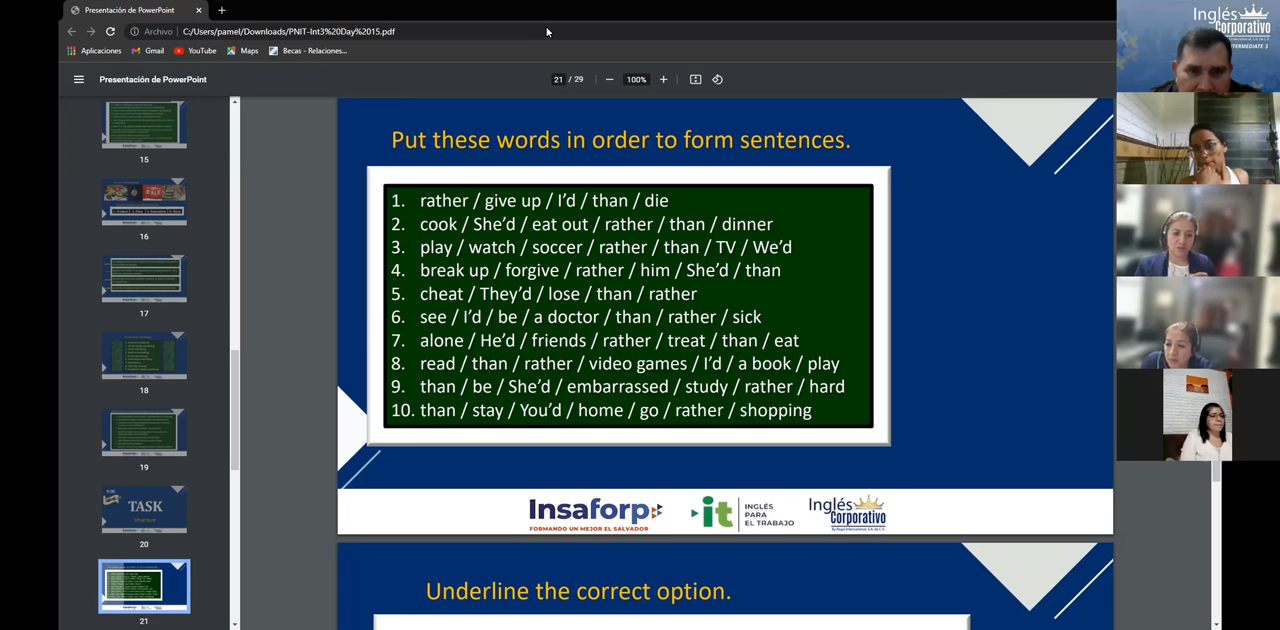 Presentación de PowerPoint
Archivo
C:/Users/pamel/Downloads/PNIT-Int3%20Day%2015.pdf
Aplicaciones
Gmail
YouTube
Maps
Becas - Relaciones...
Presentación de PowerPoint
21 / 29
100%
15
16
17
18
19
TASK
20
21
Put these words in order to form sentences.
1. rather / give up / I'd / than / die
2. cook / She'd / eat out / rather / than / dinner
3. play / watch / soccer / rather / than / TV / We'd
4. break up / forgive / rather / him / She'd / than
5. cheat / They'd / lose / than / rather
6. see / I'd / be / a doctor / than / rather / sick
7. alone / He'd / friends / rather / treat / than / eat
8. read / than / rather / video games / I'd / a book / play
9. than / be / She'd / embarrassed / study / rather / hard
10. than / stay / You'd / home / go / rather / shopping
Insaforp
FORMANDO UN MEJOR EL SALVADOR
it
INGLÉS
PARA
EL TRABAJO
Inglés
Corporativo
Underline the correct option.
Inglés
Corporativo
INTERMEDIATE 3